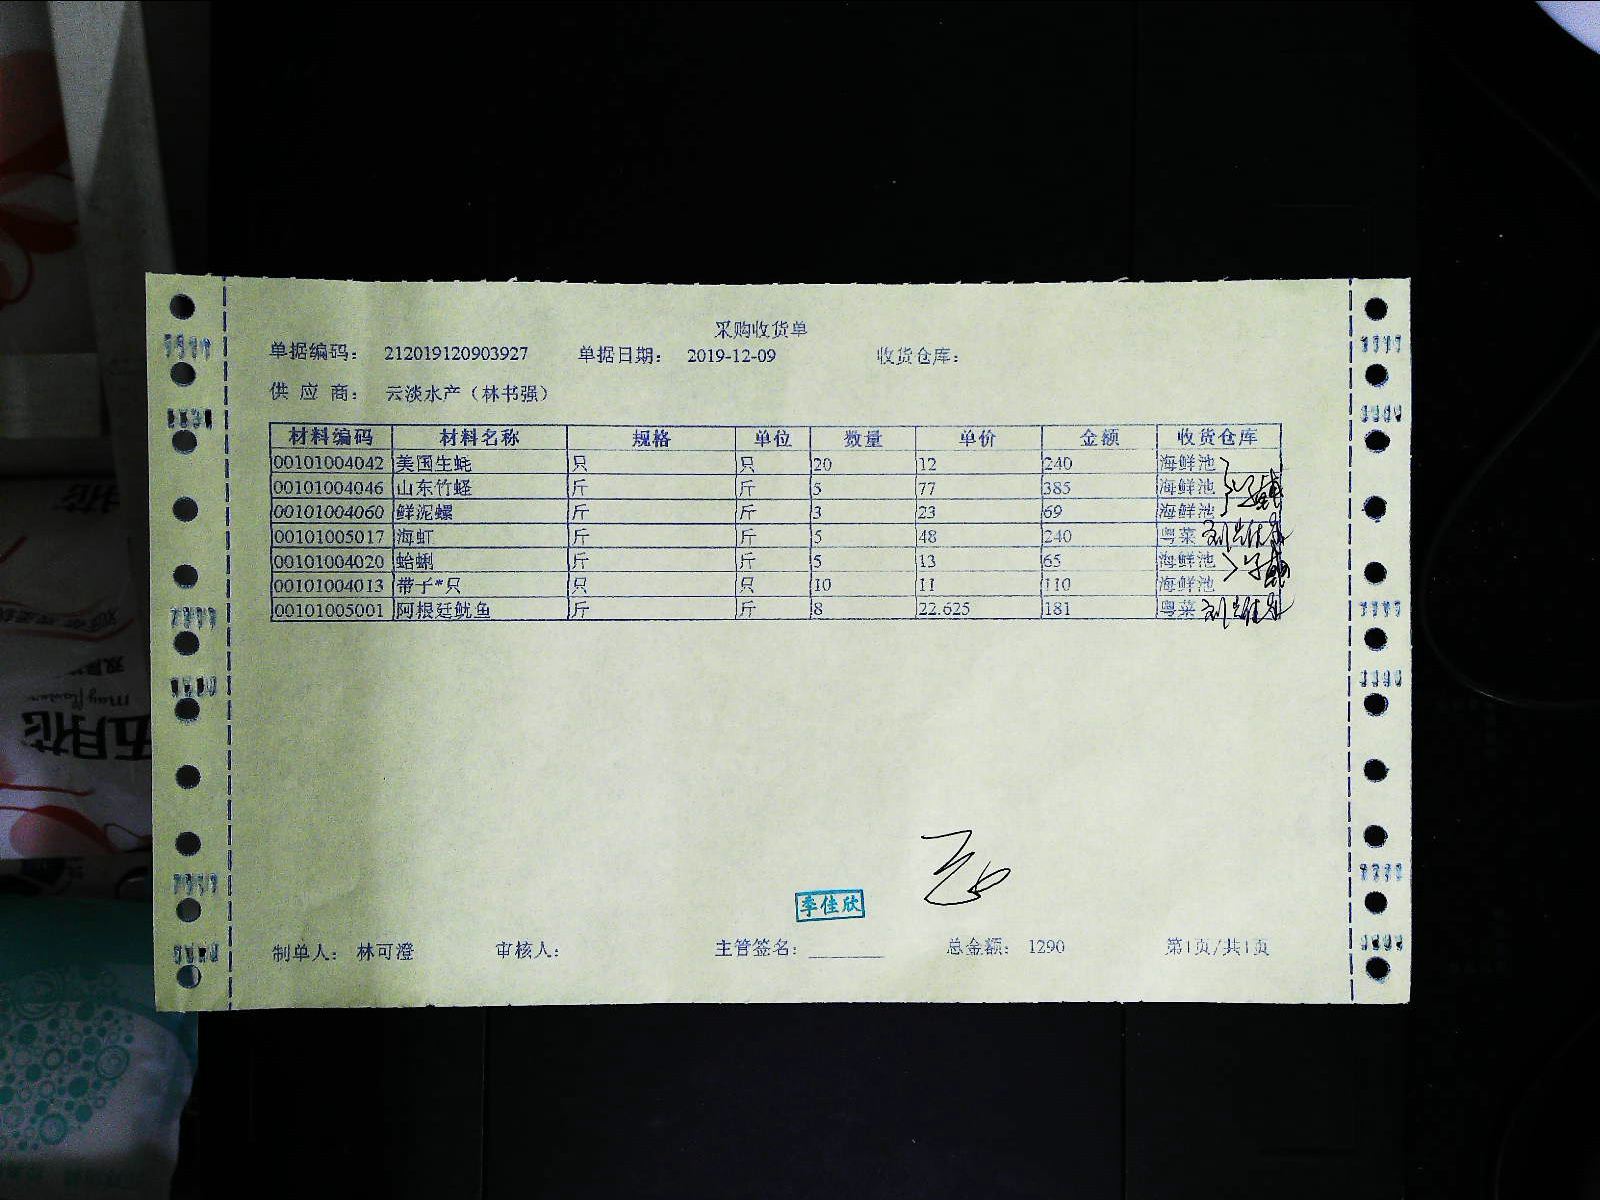 采购收货单
单据编码： 212019120903927 单据日期： 2019-12-09 收货仓库：
供 应 商： 云淡水产（林书强）
材料编码 材料名称 规格 单位 数量 单价 金额 收货仓库
00101004042 美国生蚝 只 只 20 12 240 海鲜池
00101004046 山东竹蛏 斤 斤 5 77 385 海鲜池
00101004060 鲜泥螺 斤 斤 3 23 69 海鲜池
00101005017 海虹 斤 斤 5 48 240 粤菜
00101004020 蛤蜊 斤 斤 5 13 65 海鲜池
00101004013 带子*只 只 只 10 11 110 海鲜池
00101005001 阿根廷鱿鱼 斤 斤 8 22.625 181 粤菜
季佳欣
制单人： 林可澄 审核人： 主管签名： 总金额： 1290 第1页/共1页
五月花
mayflower